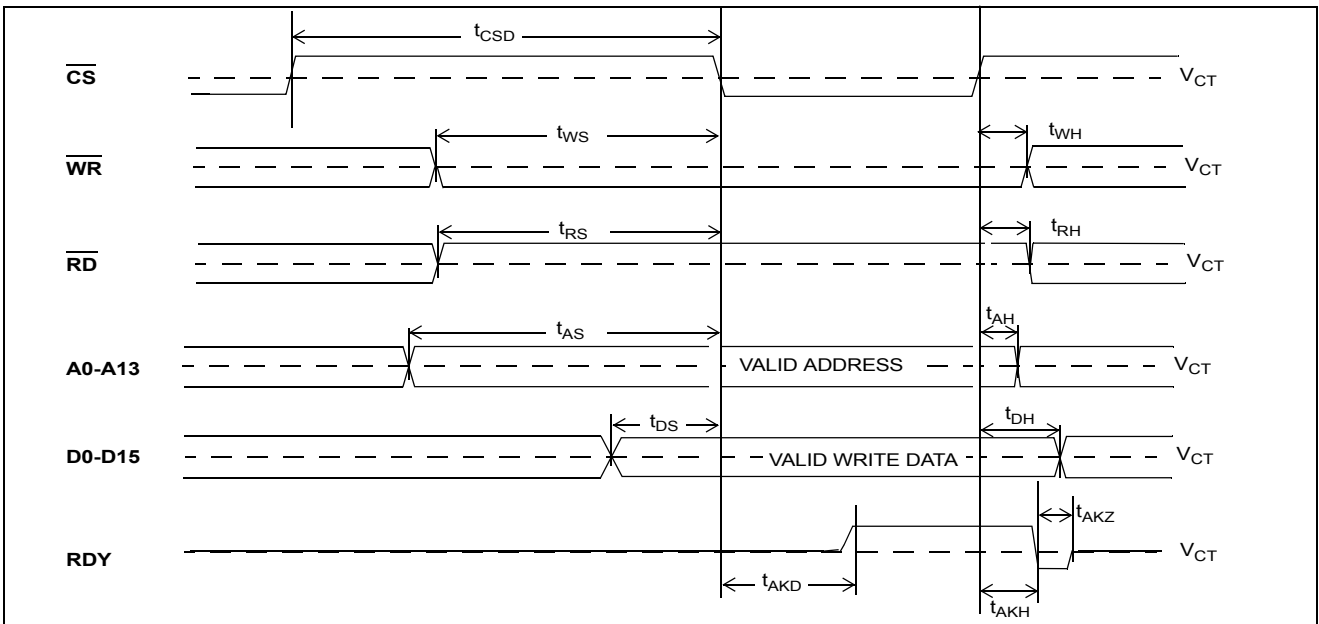 tCSD
CS VCT
tWS tWH
WR VCT
tRS tRH
RD VCT
tAS tAH
A0-A13 VALID ADDRESS VCT
tDS tDH
D0-D15 VALID WRITE DATA VCT
tAKZ
RDY VCT
tAKD tAKH